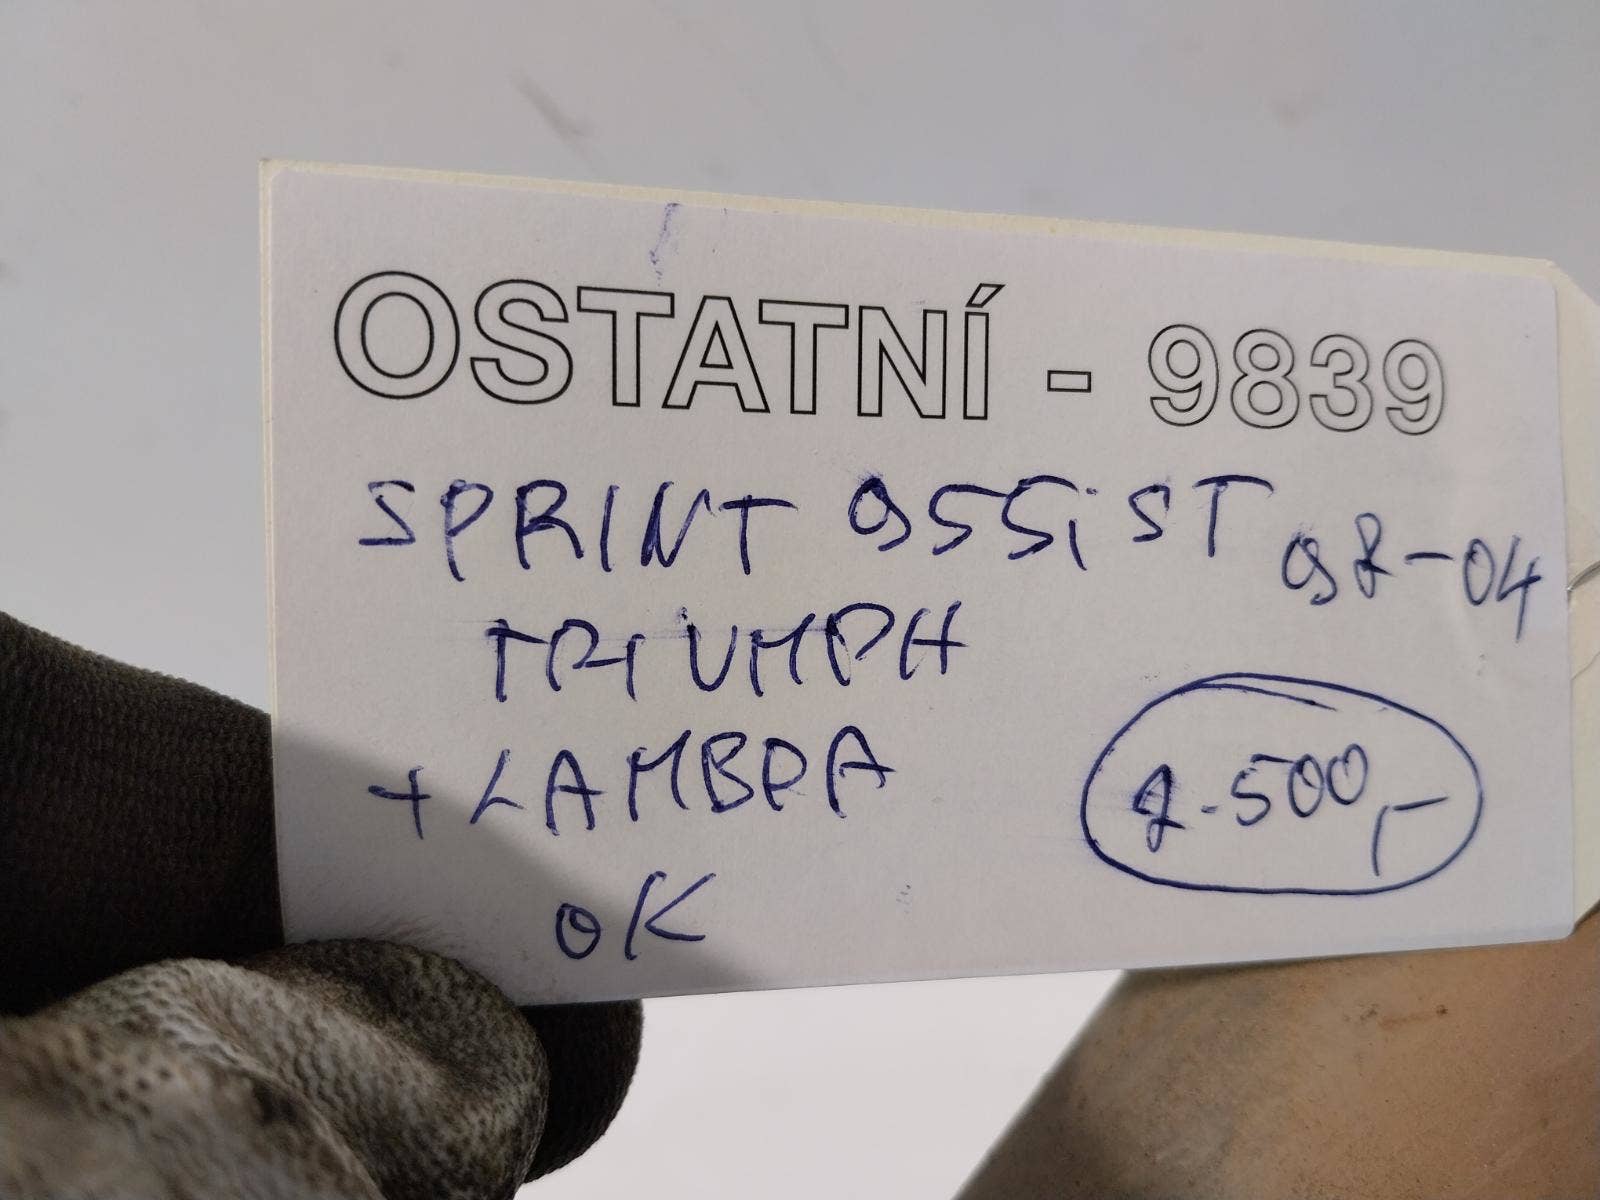 OSTATNÍ - 9839
SPRINT 955i ST 98-04
TRIUMPH
+ LAMBDA
OK
2.500,-